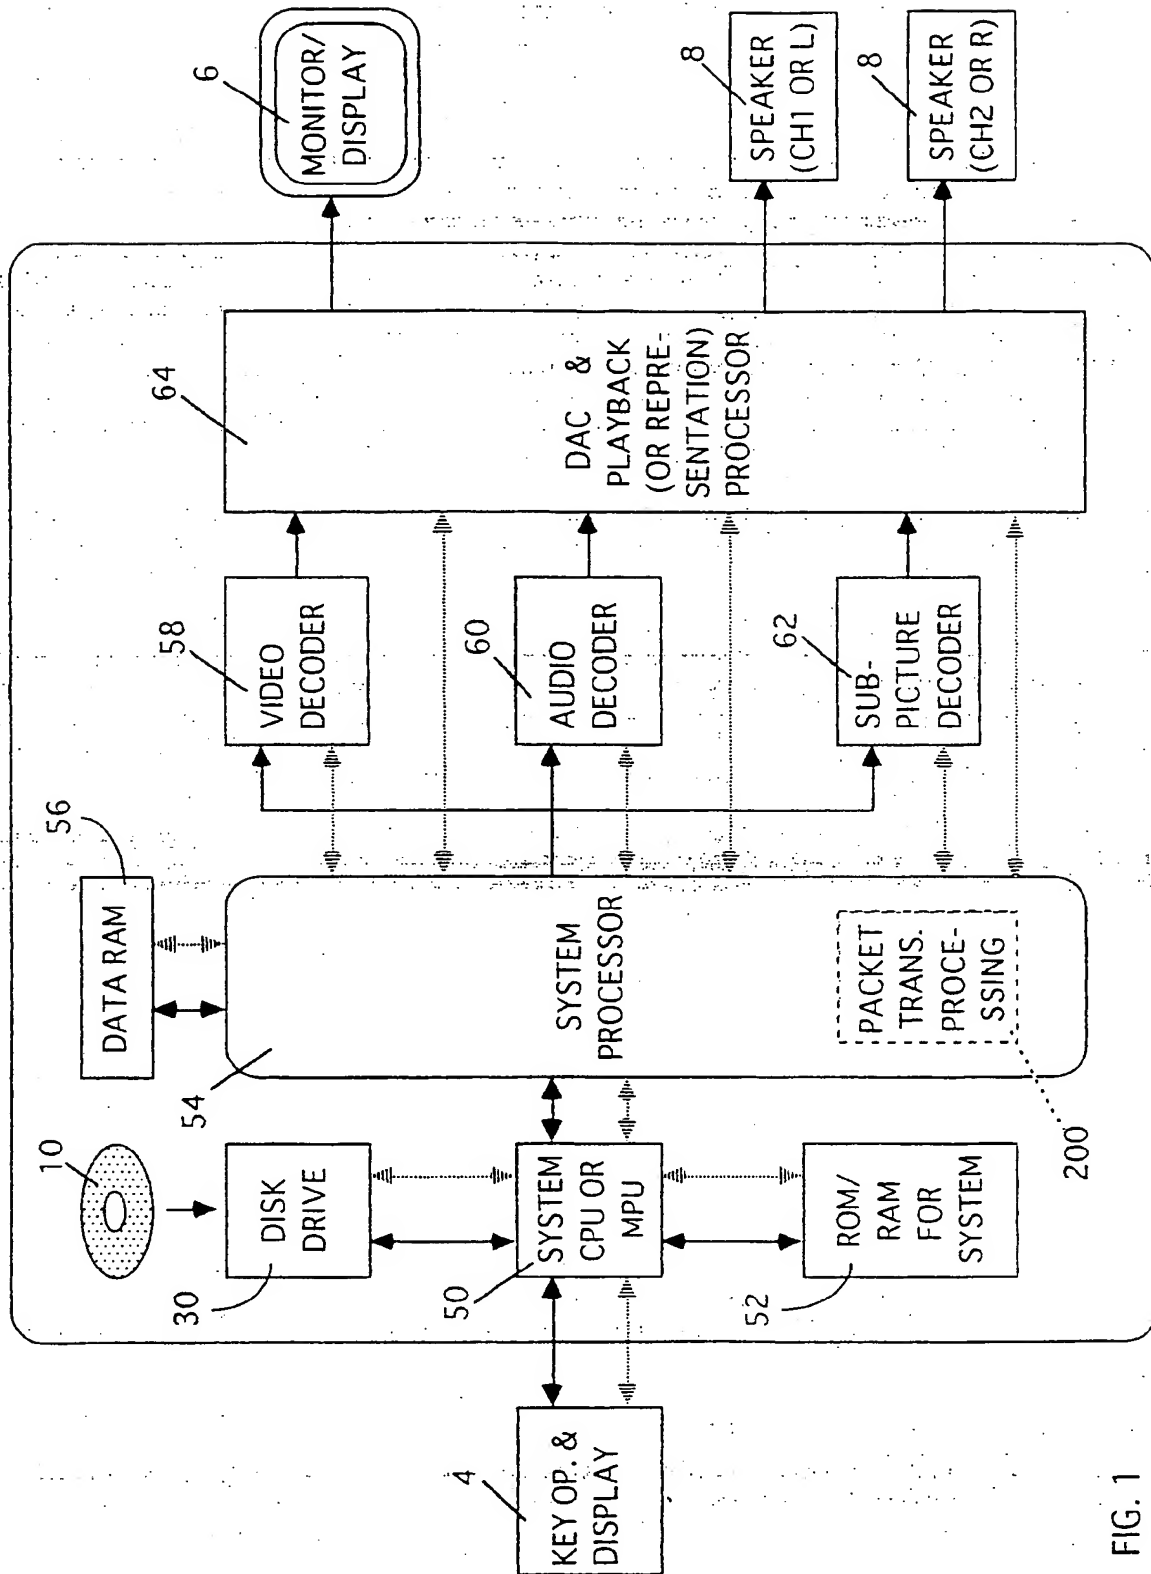 10
30
DISK
DRIVE
56
DATA RAM
6
MONITOR/
DISPLAY
54
SYSTEM
PROCESSOR
58
VIDEO
DECODER
64
DAC &
PLAYBACK
(OR REPRE-
SENTATION)
PROCESSOR
4
KEY OP. &
DISPLAY
50
SYSTEM
CPU OR
MPU
60
AUDIO
DECODER
8
SPEAKER
(CH1 OR L)
52
ROM/
RAM
FOR
SYSTEM
PACKET
TRANS.
PROCE-
SSING
200
62
SUB-
PICTURE
DECODER
8
SPEAKER
(CH2 OR R)
FIG. 1